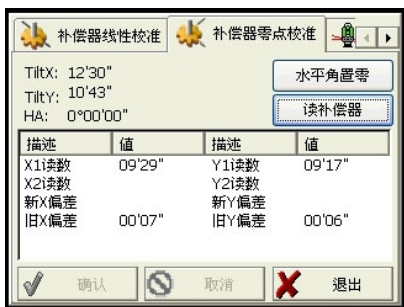 补偿器线性校准 补偿器零点校准
TiltX: 12'30" 水平角置零
TiltY: 10'43"
HA: 0°00'00" 读补偿器
描述 值 描述 值
X1读数 09'29" Y1读数 09'17"
X2读数 Y2读数
新X偏差 新Y偏差
旧X偏差 00'07" 旧Y偏差 00'06"
确认 取消 退出